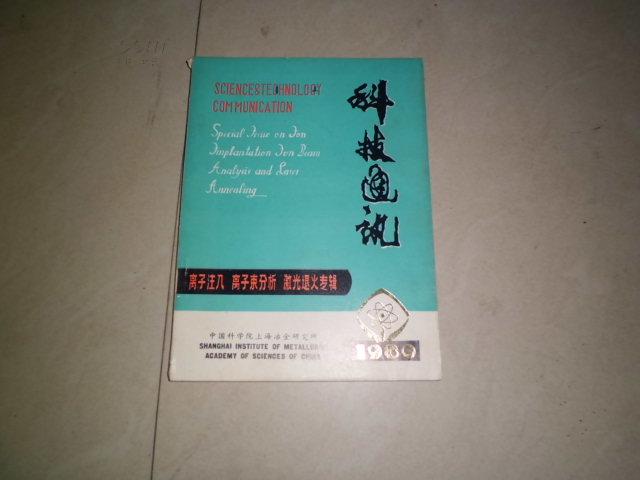 SCIENCE&TECHNOLOGY
COMMUNICATION
Special Issue on Ion
Implantation Ion Beam
Analysis and Laser
Annealing
科技通讯
离子注入 离子束分析 激光退火专辑
中国科学院上海冶金研究所
SHANGHAI INSTITUTE OF METALLURGY
ACADEMY OF SCIENCES OF CHINA